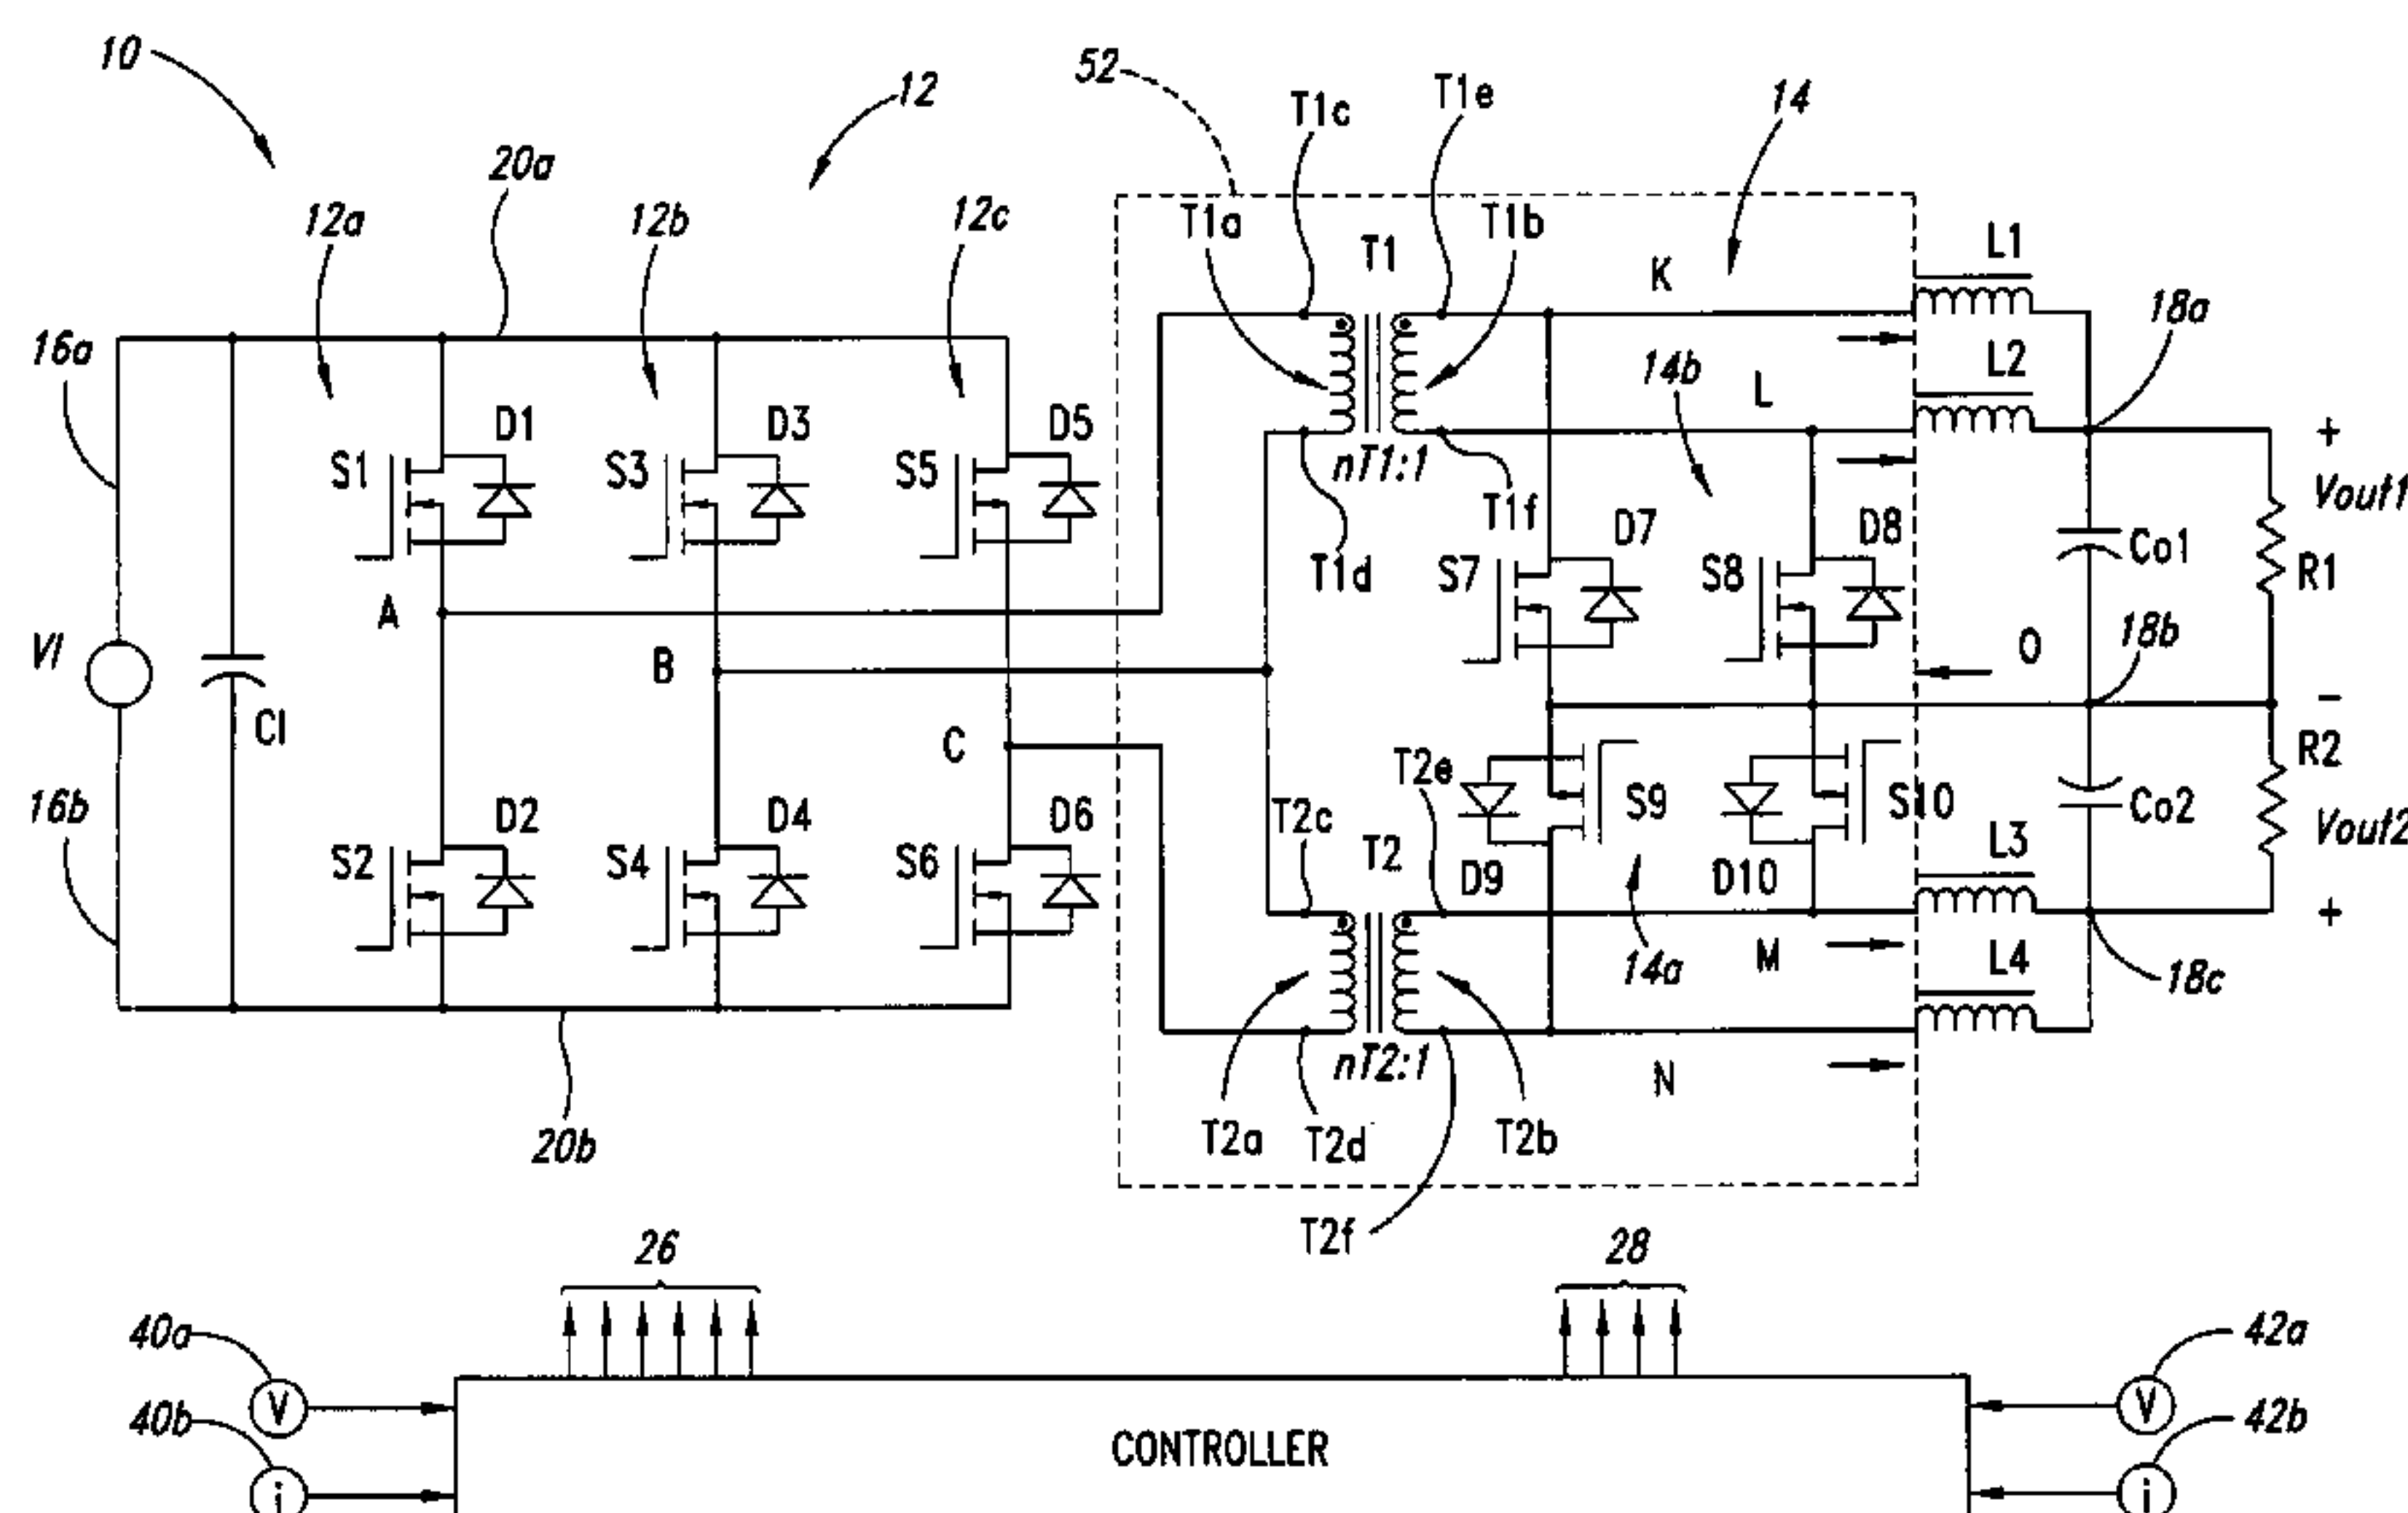 10
12
52
T1c
T1e
14
20a
12a
12b
12c
T1a
T1
T1b
K
L1
18a
16a
14b
L
L2
D1
D3
D5
S1
S3
S5
nT1:1
T1f
+
Vout1
D7
D8
T1d
S7
S8
Co1
R1
A
VI
B
18b
O
CI
C
-
R2
T2e
S9
S10
16b
T2c
Co2
Vout2
D2
D4
D6
S2
S4
S6
T2
D9
D10
L3
+
14a
M
L4
18c
nT2:1
N
20b
T2a
T2d
T2b
T2f
26
28
40a
V
42a
V
40b
i
CONTROLLER
42b
i